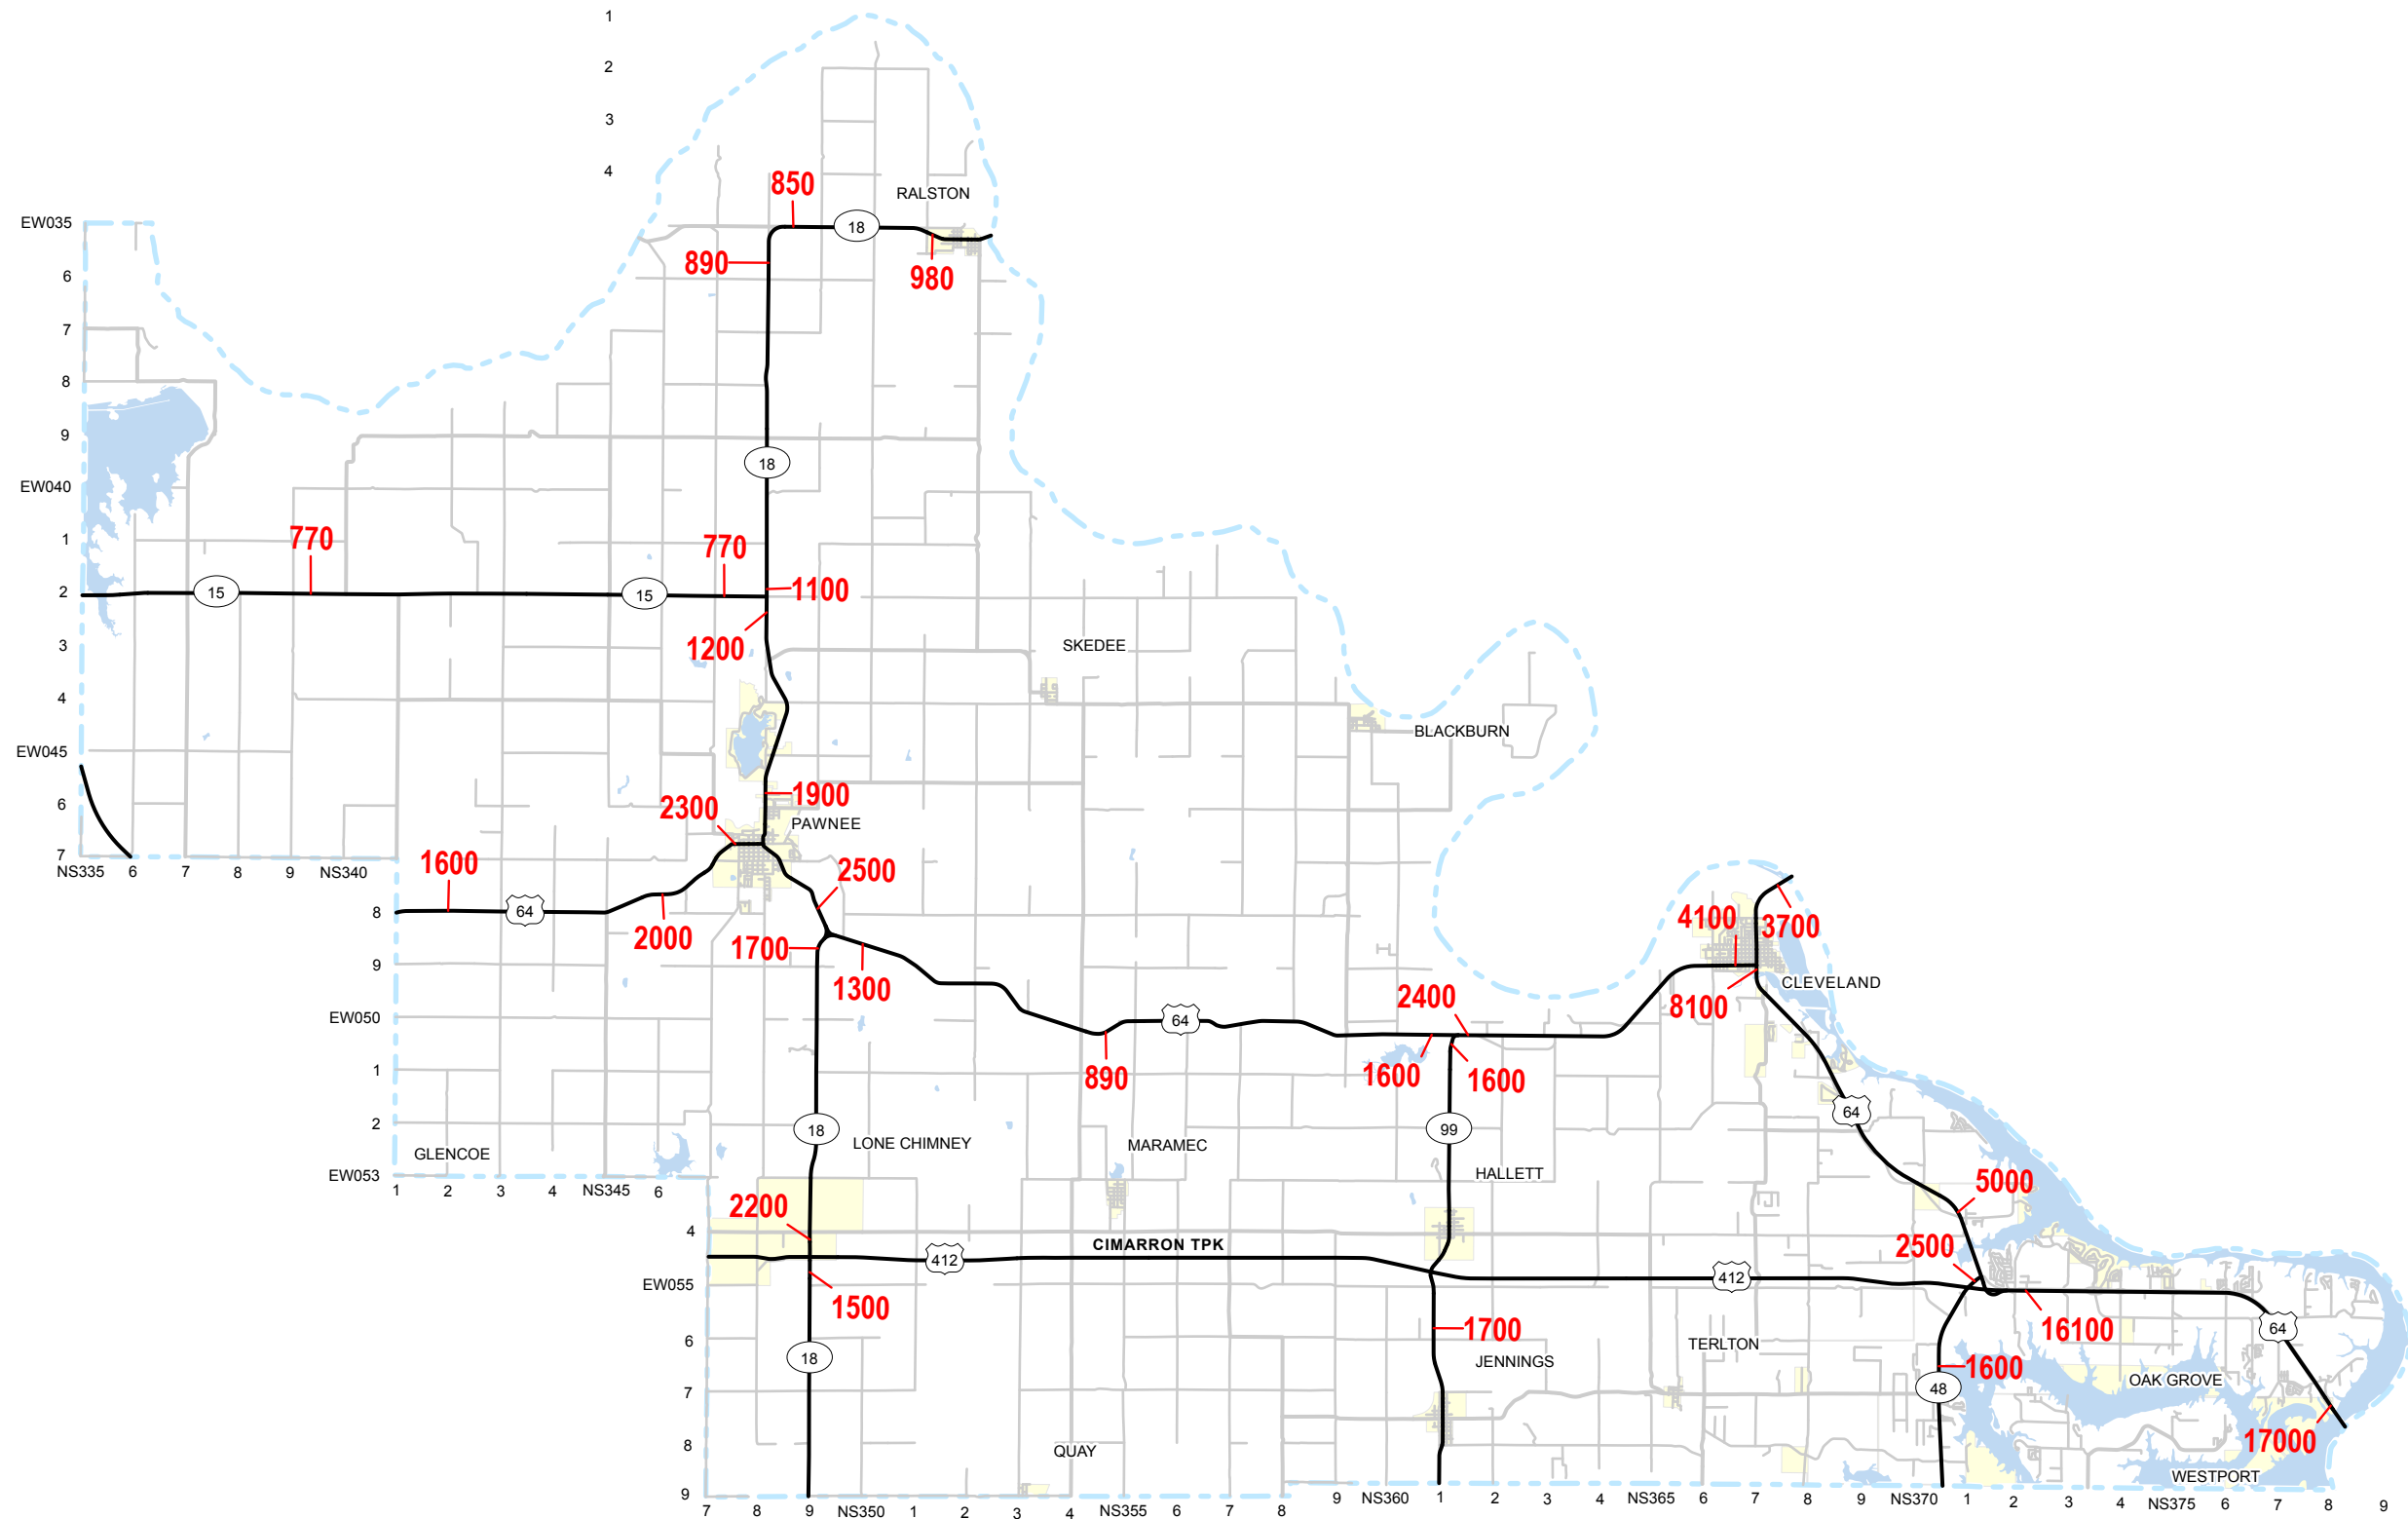 1
2
3
4
850
RALSTON
EW035
18
890
980
6
7
8
9
18
EW040
1
770
770
2
15
15
1100
1200
3
SKEDEE
4
BLACKBURN
EW045
6
2300
1900
PAWNEE
7
NS335 6 7 8 9 NS340
1600
2500
8
64
4100
3700
2000
1700
9
1300
CLEVELAND
2400
8100
EW050
64
1
890
1600
1600
2
18
99
64
GLENCOE
LONE CHIMNEY
MARAMEC
HALLETT
EW053
1 2 3 4 NS345 6
5000
2200
4
CIMARRON TPK
2500
412
412
EW055
1500
1700
16100
64
6
18
JENNINGS
TERLTON
1600
7
48
OAK GROVE
8
QUAY
17000
WESTPORT
9
7 8 9 NS350 1 2 3 4 NS355 6 7 8 9 NS360 1 2 3 4 NS365 6 7 8 9 NS370 1 2 3 4 NS375 6 7 8 9